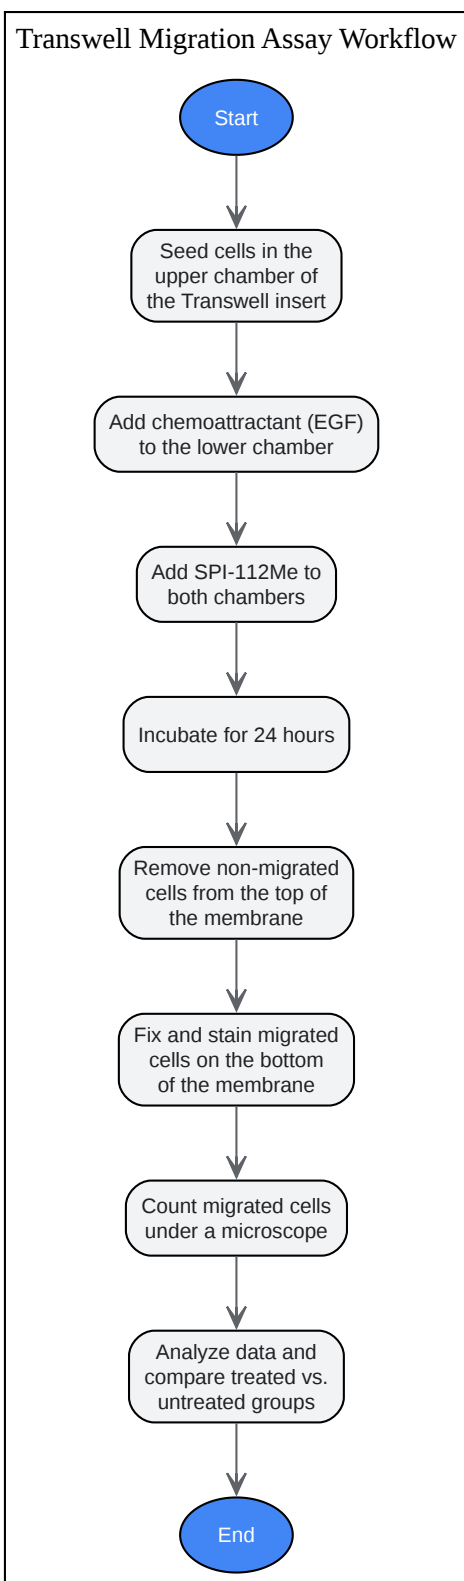 Transwell Migration Assay Workflow
Start
Seed cells in the
upper chamber of
the Transwell insert
Add chemoattractant (EGF)
to the lower chamber
Add SPI-112Me to
both chambers
Incubate for 24 hours
Remove non-migrated
cells from the top of
the membrane
Fix and stain migrated
cells on the bottom
of the membrane
Count migrated cells
under a microscope
Analyze data and
compare treated vs.
untreated groups
End